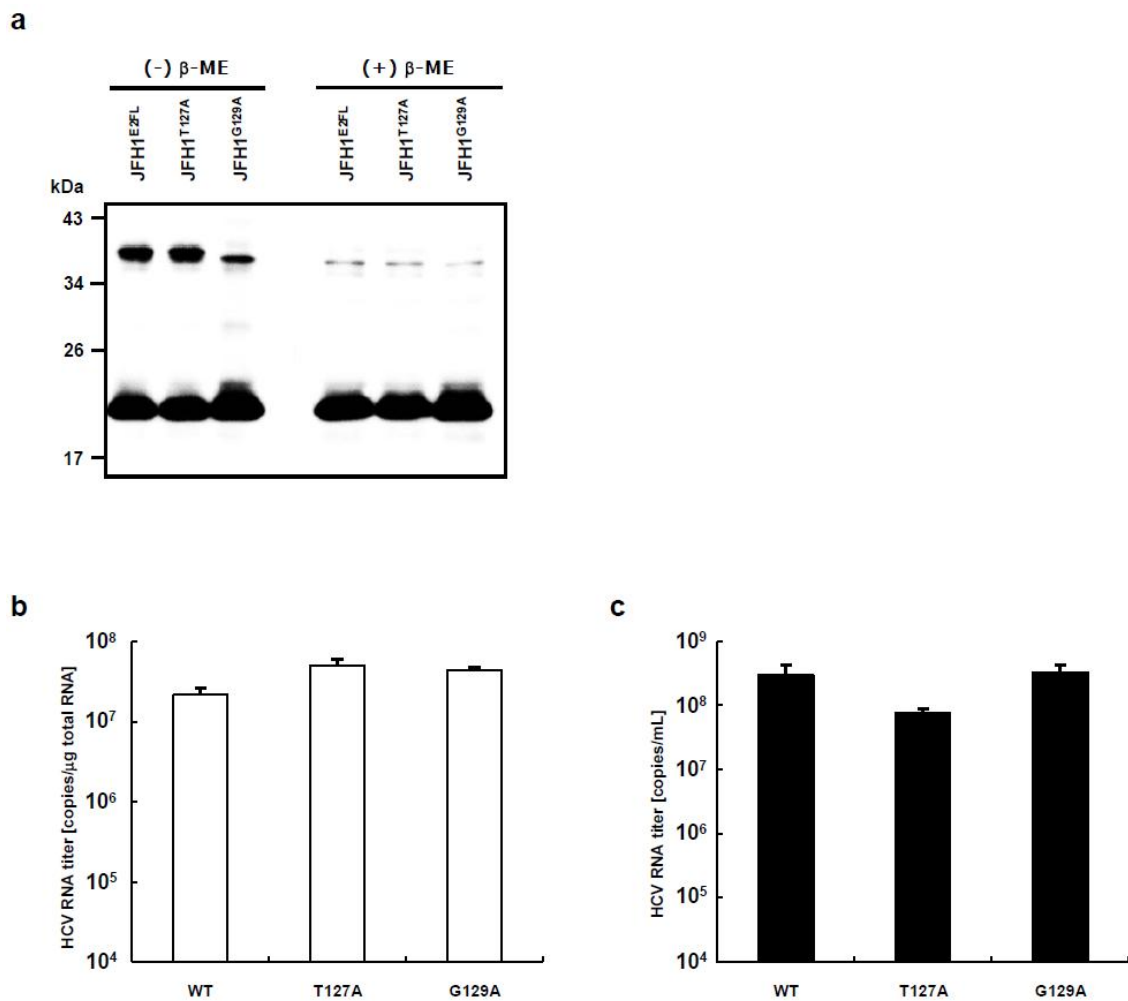 a
(-) β-ME (+) β-ME
JFH1E2FL JFH1T127A JFH1G129A JFH1E2FL JFH1T127A JFH1G129A
kDa
43
34
26
17
b
HCV RNA titer [copies/μg total RNA]
10⁸
10⁷
10⁶
10⁵
10⁴
WT T127A G129A
c
HCV RNA titer [copies/mL]
10⁹
10⁸
10⁷
10⁶
10⁵
10⁴
WT T127A G129A